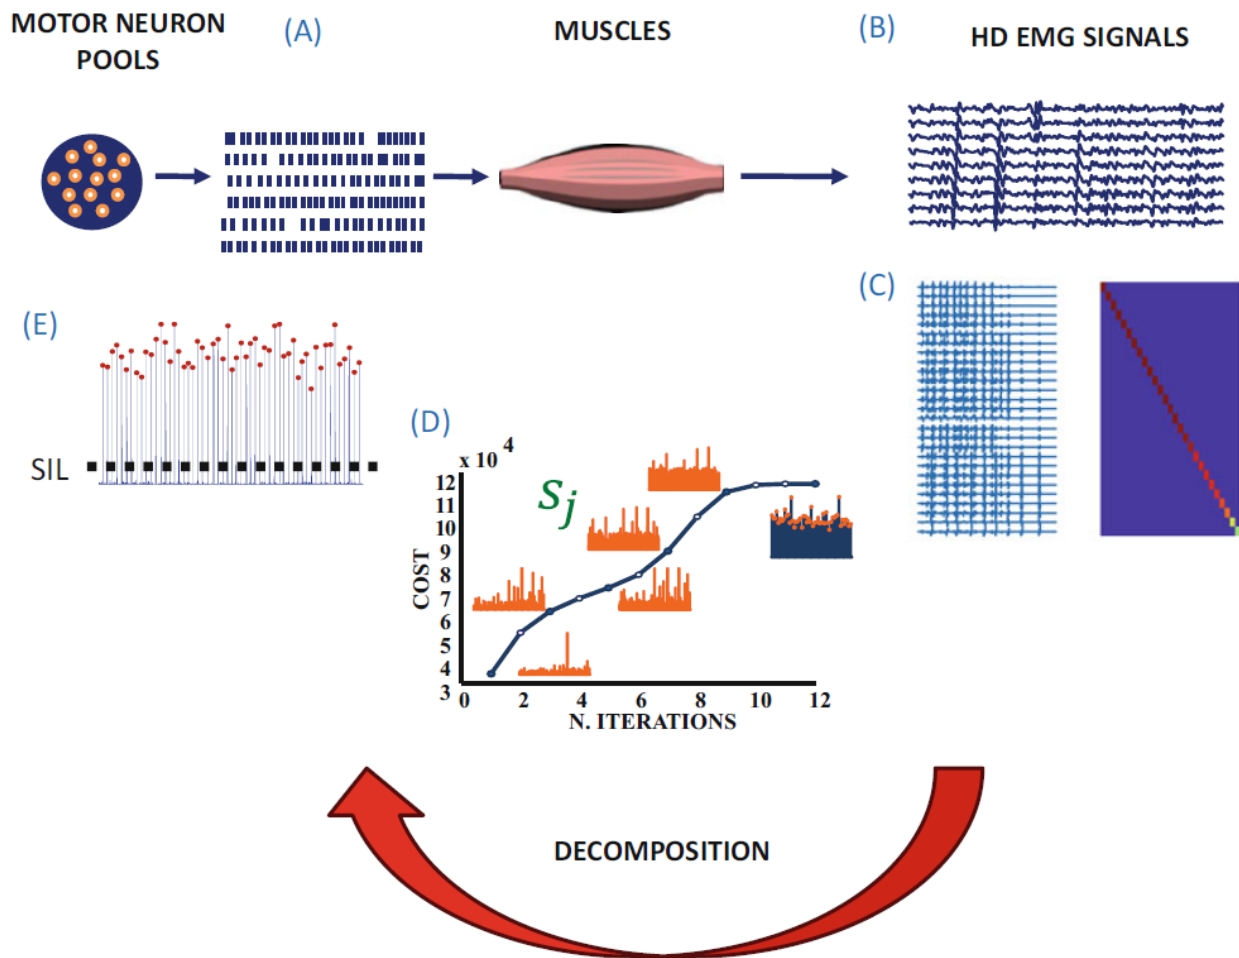 MOTOR NEURON
POOLS
(A)
MUSCLES
(B)
HD EMG SIGNALS
(E)
SIL
(C)
(D)
x 10 4
Sj
12
11
10
9
8
7
6
5
4
3
COST
0 2 4 6 8 10 12
N. ITERATIONS
DECOMPOSITION